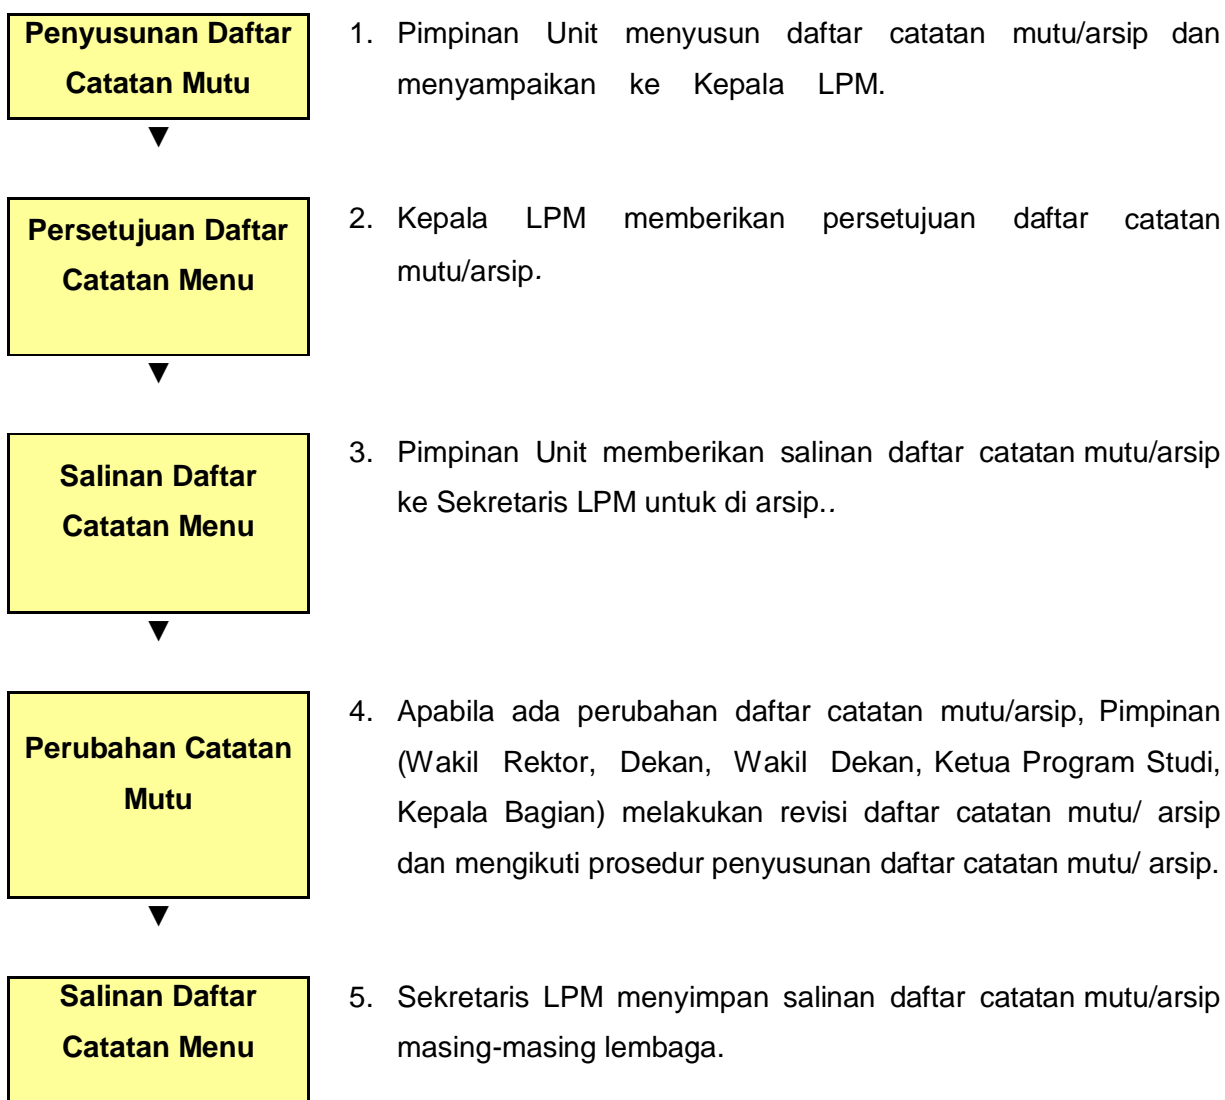 Penyusunan Daftar
Catatan Mutu
1. Pimpinan Unit menyusun daftar catatan mutu/arsip dan
menyampaikan ke Kepala LPM.
▼
Persetujuan Daftar
Catatan Menu
2. Kepala LPM memberikan persetujuan daftar catatan
mutu/arsip.
▼
Salinan Daftar
Catatan Menu
3. Pimpinan Unit memberikan salinan daftar catatan mutu/arsip
ke Sekretaris LPM untuk di arsip..
▼
Perubahan Catatan
Mutu
4. Apabila ada perubahan daftar catatan mutu/arsip, Pimpinan
(Wakil Rektor, Dekan, Wakil Dekan, Ketua Program Studi,
Kepala Bagian) melakukan revisi daftar catatan mutu/ arsip
dan mengikuti prosedur penyusunan daftar catatan mutu/ arsip.
▼
Salinan Daftar
Catatan Menu
5. Sekretaris LPM menyimpan salinan daftar catatan mutu/arsip
masing-masing lembaga.